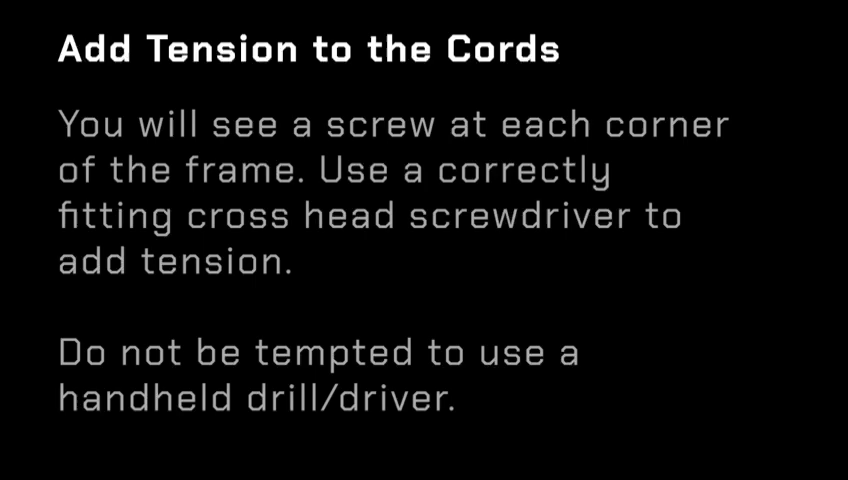 Add Tension to the Cords
You will see a screw at each corner
of the frame. Use a correctly
fitting cross head screwdriver to
add tension.
Do not be tempted to use a
handheld drill/driver.